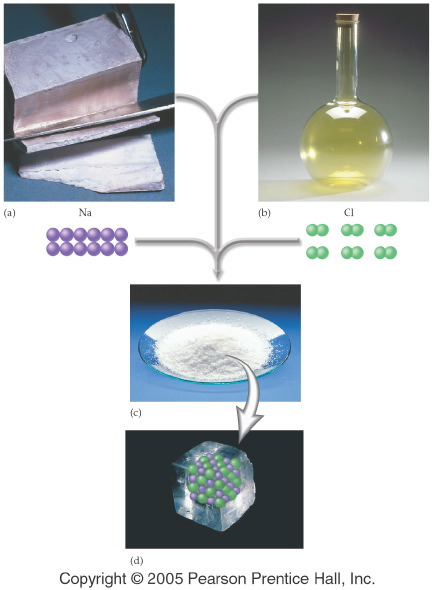 (a) Na
(b) Cl
(c)
(d)
Copyright © 2005 Pearson Prentice Hall, Inc.